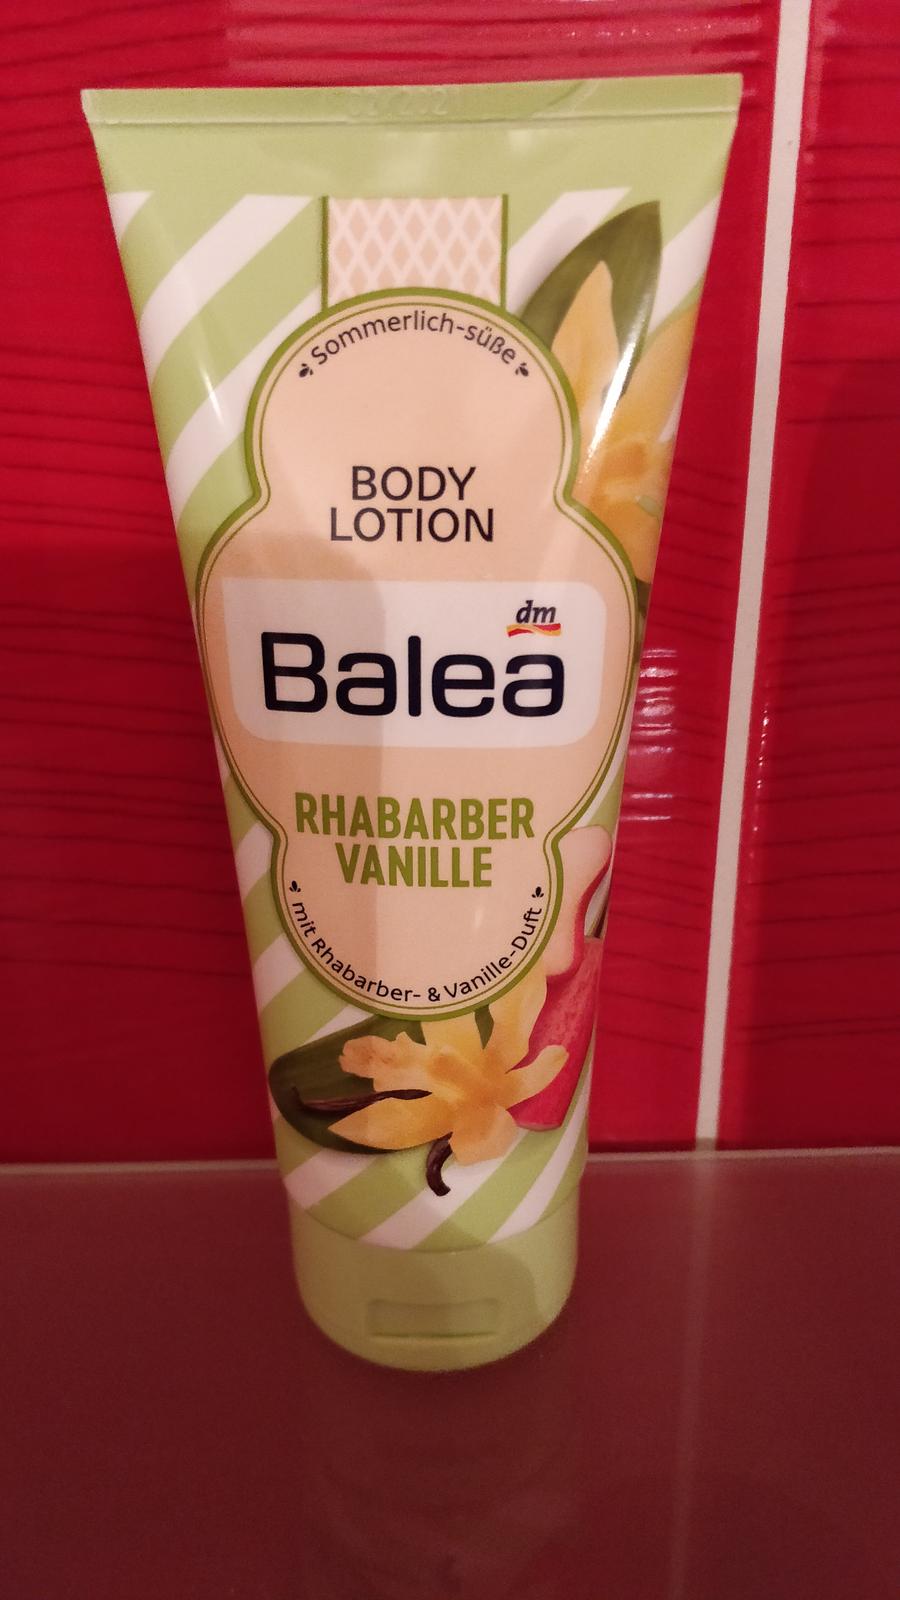 Sommerlich-süße
BODY
LOTION
dm
Balea
RHABARBER
VANILLE
mit Rhabarber- & Vanille-Duft